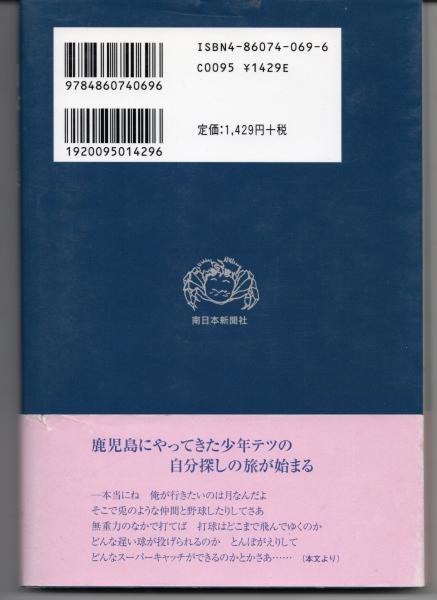 ISBN4-86074-069-6
C0095 ¥1429E
定価:1,429円+税
9784860740696
1920095014296
南日本新聞社
鹿児島にやってきた少年テツの
自分探しの旅が始まる
―本当にね　俺が行きたいのは月なんだよ
そこで兎のような仲間と野球したりしてさあ
無重力のなかで打てば　打球はどこまで飛んでゆくのか
どんな遅い球が投げられるのか　とんぼがえりして
どんなスーパーキャッチができるのかとかさあ……　（本文より）